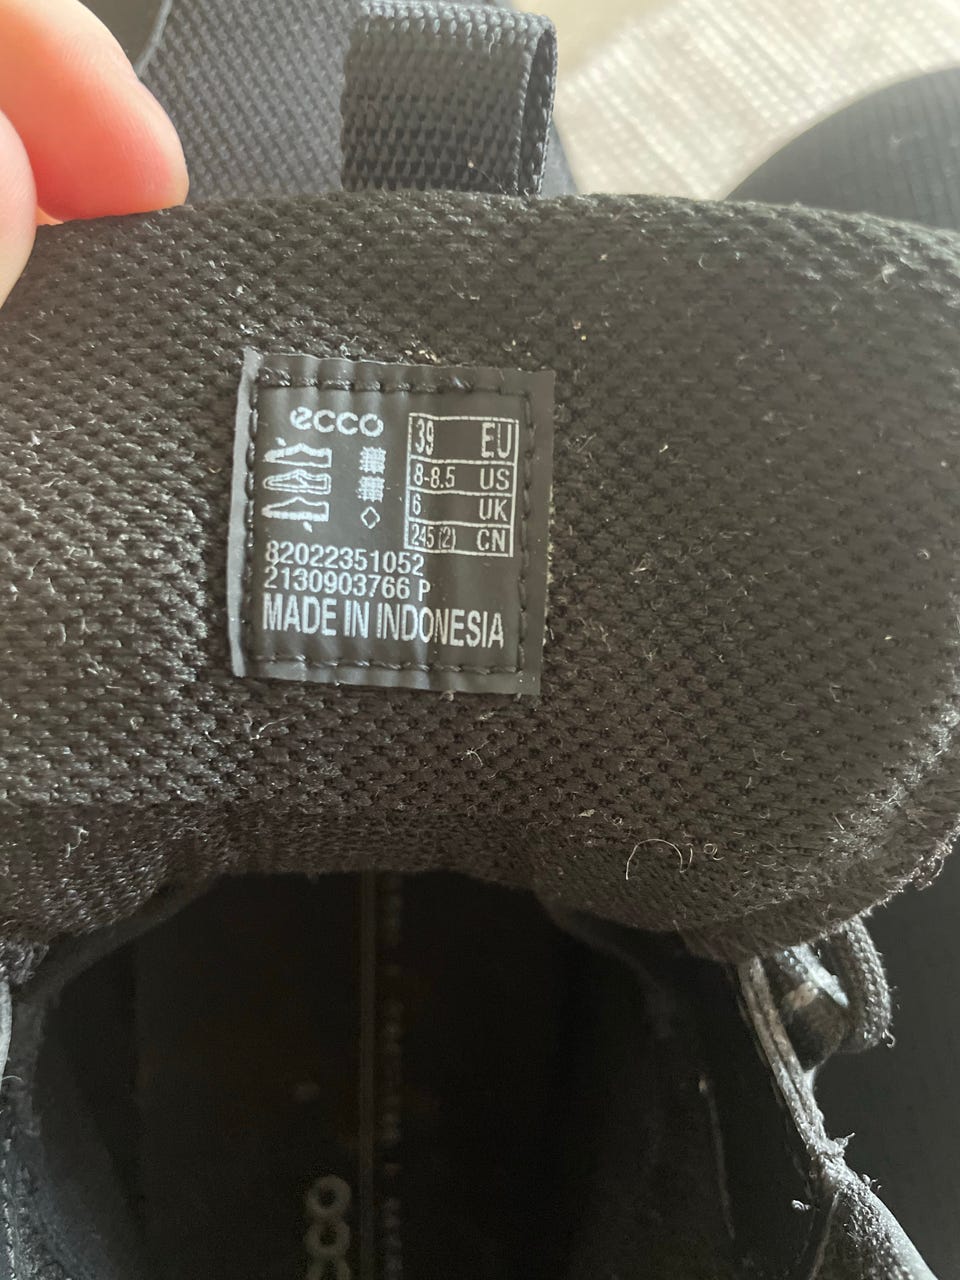 ecco
39 EU
8-8.5 US
6 UK
245 (2) CN
82022351052
2130903766 P
MADE IN INDONESIA